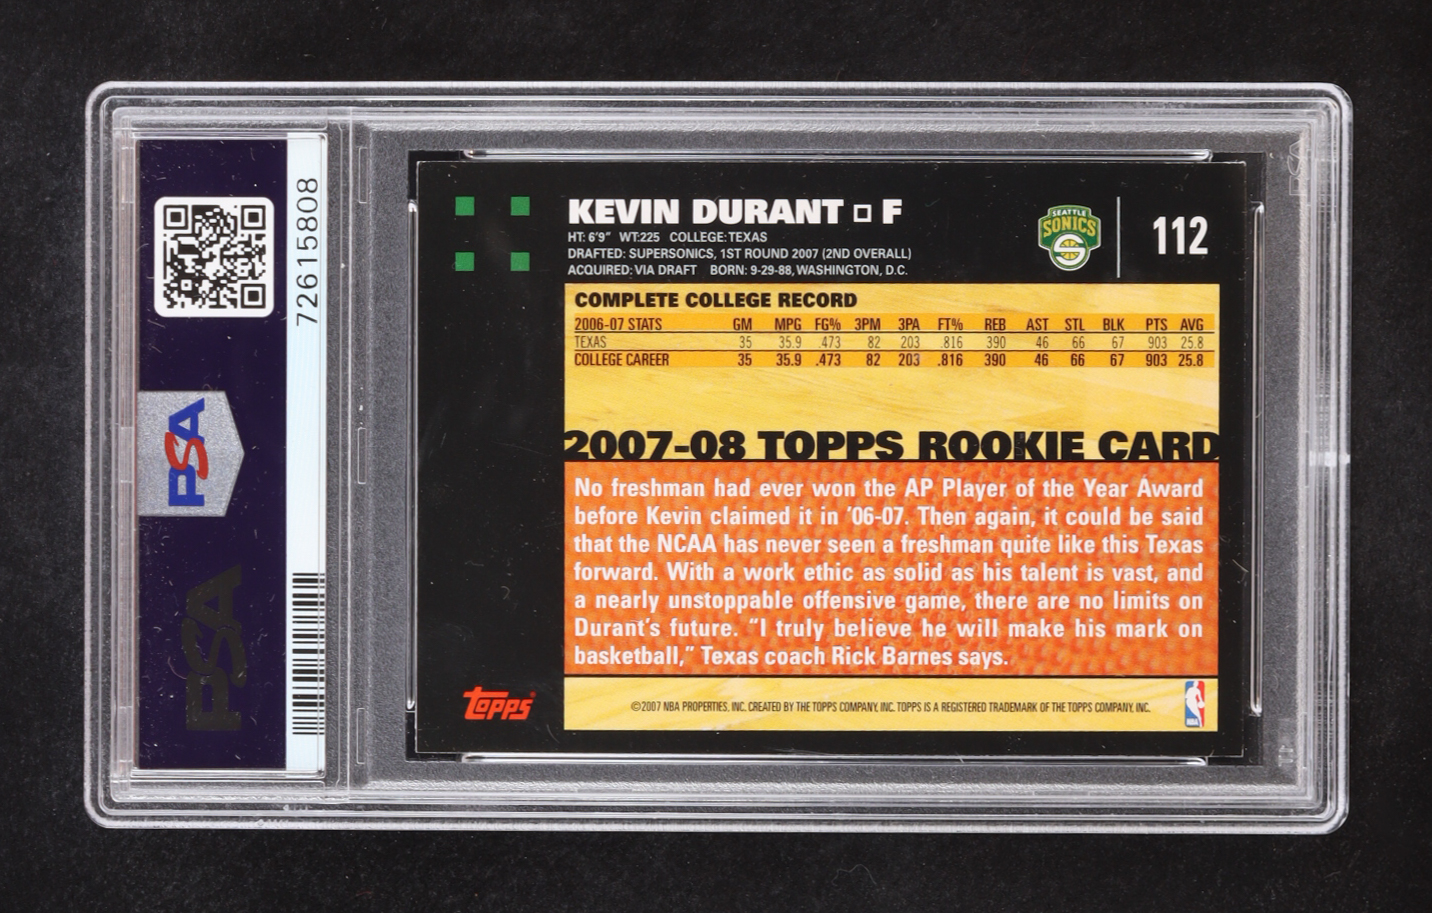 72615808
PSA
PSA
KEVIN DURANT □ F
HT: 6'9" WT:225 COLLEGE:TEXAS
DRAFTED: SUPERSONICS, 1ST ROUND 2007 (2ND OVERALL)
ACQUIRED: VIA DRAFT BORN: 9-29-88, WASHINGTON, D.C.
SEATTLE
SONICS
112
COMPLETE COLLEGE RECORD
2006-07 STATS GM MPG FG% 3PM 3PA FT% REB AST STL BLK PTS AVG
TEXAS 35 35.9 .473 82 203 .816 390 46 66 67 903 25.8
COLLEGE CAREER 35 35.9 .473 82 203 .816 390 46 66 67 903 25.8
2007-08 TOPPS ROOKIE CARD
No freshman had ever won the AP Player of the Year Award
before Kevin claimed it in '06-07. Then again, it could be said
that the NCAA has never seen a freshman quite like this Texas
forward. With a work ethic as solid as his talent is vast, and
a nearly unstoppable offensive game, there are no limits on
Durant's future. "I truly believe he will make his mark on
basketball," Texas coach Rick Barnes says.
topps
©2007 NBA PROPERTIES, INC. CREATED BY THE TOPPS COMPANY, INC. TOPPS IS A REGISTERED TRADEMARK OF THE TOPPS COMPANY, INC.
NBA